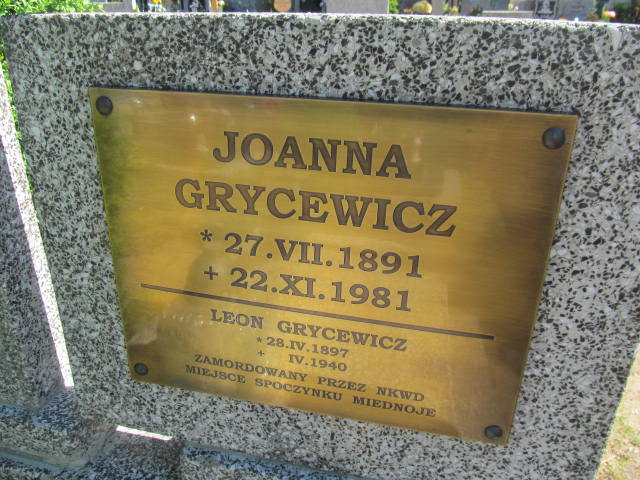 JOANNA
GRYCEWICZ
* 27.VII.1891
+ 22.XI.1981
LEON GRYCEWICZ
* 28.IV.1897
+ IV.1940
ZAMORDOWANY PRZEZ NKWD
MIEJSCE SPOCZYNKU MIEDNOJE